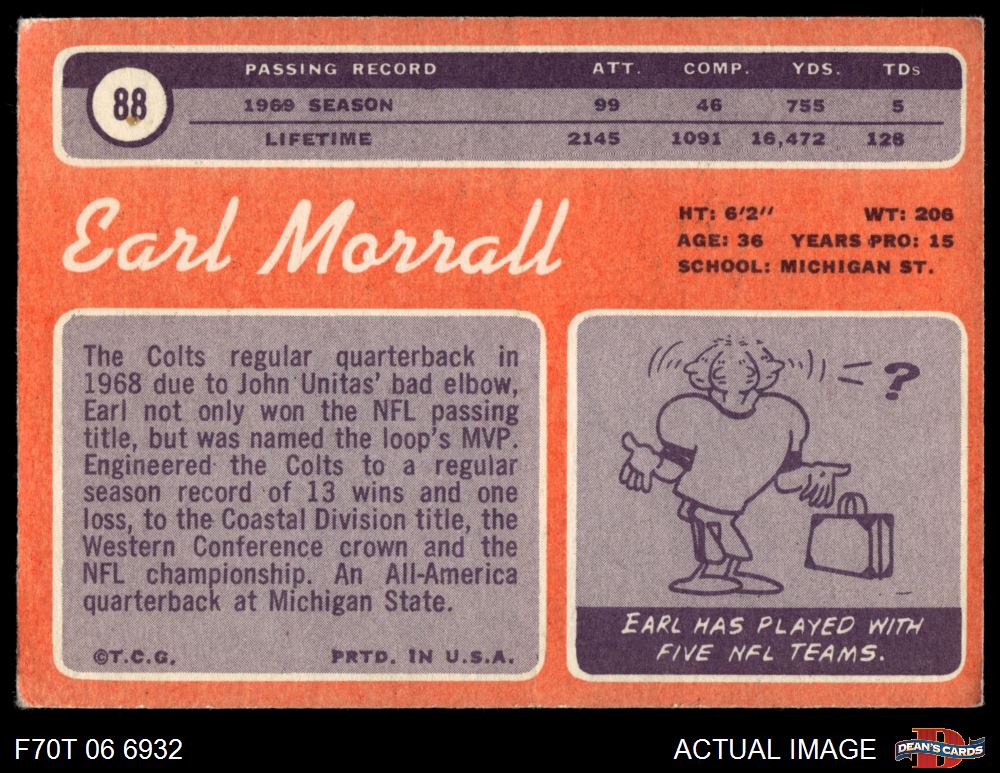 88
PASSING RECORD ATT. COMP. YDS. TDs
1969 SEASON 99 46 755 5
LIFETIME 2145 1091 16,472 128
Earl Morrall
HT: 6'2" WT: 206
AGE: 36 YEARS PRO: 15
SCHOOL: MICHIGAN ST.
The Colts regular quarterback in
1968 due to John Unitas' bad elbow,
Earl not only won the NFL passing
title, but was named the loop's MVP.
Engineered the Colts to a regular
season record of 13 wins and one
loss, to the Coastal Division title, the
Western Conference crown and the
NFL championship. An All-America
quarterback at Michigan State.
©T.C.G. PRTD. IN U.S.A.
?
EARL HAS PLAYED WITH
FIVE NFL TEAMS.
F70T 06 6932 ACTUAL IMAGE
D
DEAN'S CARDS